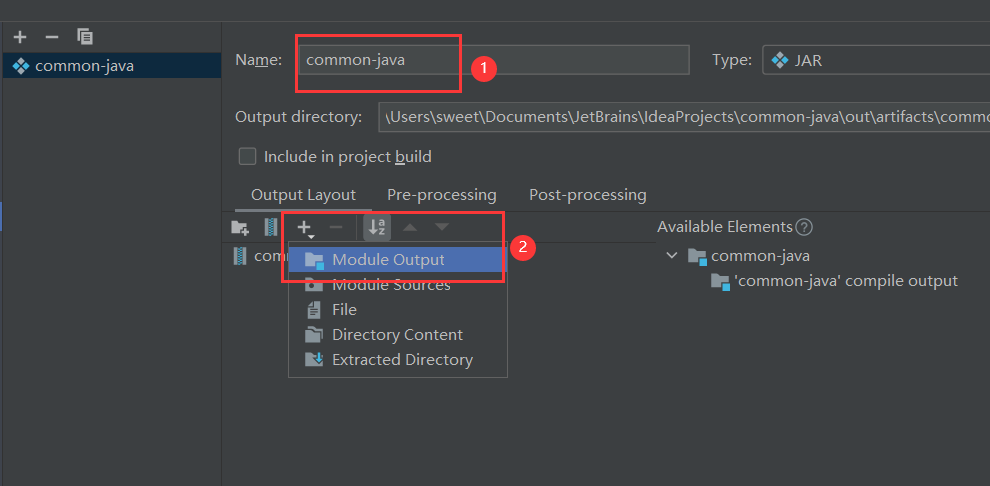 common-java
Name: common-java 1 Type: JAR
Output directory: \Users\sweet\Documents\JetBrains\IdeaProjects\common-java\out\artifacts\commo
Include in project build
Output Layout Pre-processing Post-processing
Available Elements ?
2
Module Output
Module Sources
File
Directory Content
Extracted Directory
common-java
'common-java' compile output